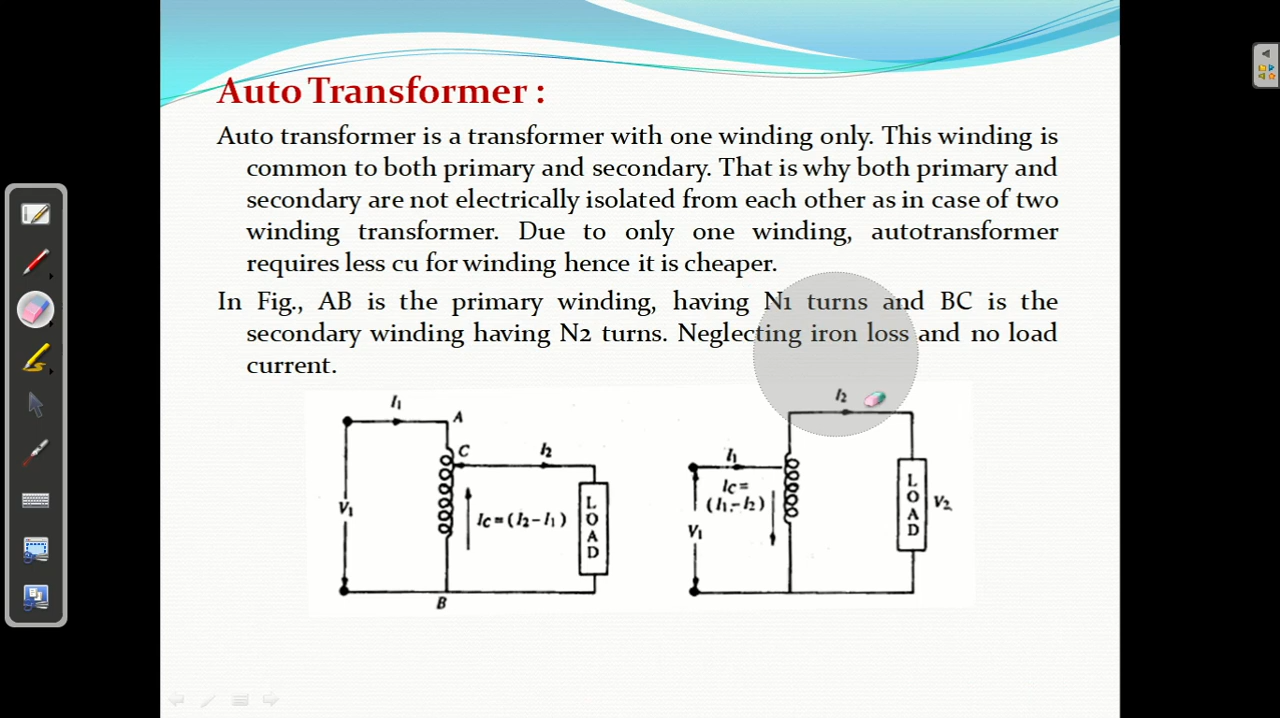 Auto Transformer :
Auto transformer is a transformer with one winding only. This winding is
common to both primary and secondary. That is why both primary and
secondary are not electrically isolated from each other as in case of two
winding transformer. Due to only one winding, autotransformer
requires less cu for winding hence it is cheaper.
In Fig., AB is the primary winding, having N1 turns and BC is the
secondary winding having N2 turns. Neglecting iron loss and no load
current.
I₁
A
C
I₂
V₁
I_C = (I₂ – I₁)
LOAD
B
I₂
I₁
I_C =
(I₁ – I₂)
V₁
LOAD
V₂